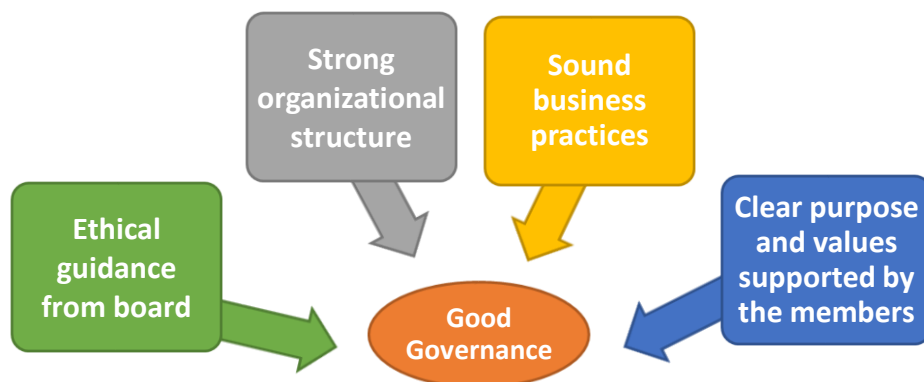 Strong
organizational
structure
Sound
business
practices
Ethical
guidance
from board
Clear purpose
and values
supported by
the members
Good
Governance